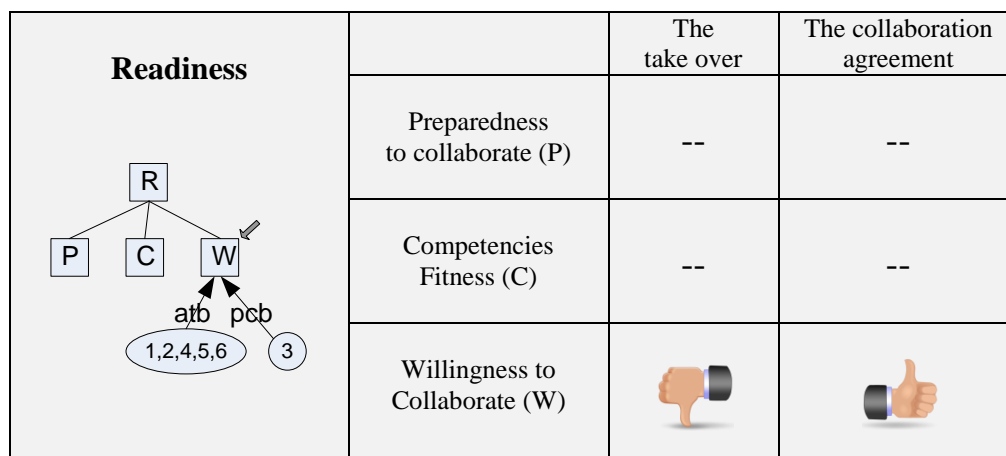 Readiness
R
P C W
atb pcb
1,2,4,5,6 3
The
take over
The collaboration
agreement
Preparedness
to collaborate (P)
-- --
Competencies
Fitness (C)
-- --
Willingness to
Collaborate (W)